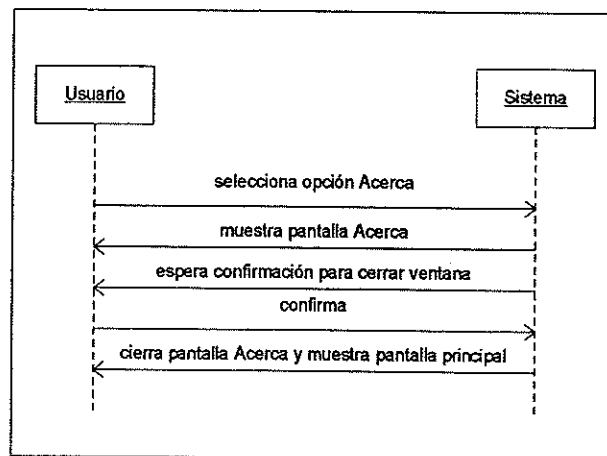 Usuario
Sistema
selecciona opción Acerca
muestra pantalla Acerca
espera confirmación para cerrar ventana
confirma
cierra pantalla Acerca y muestra pantalla principal